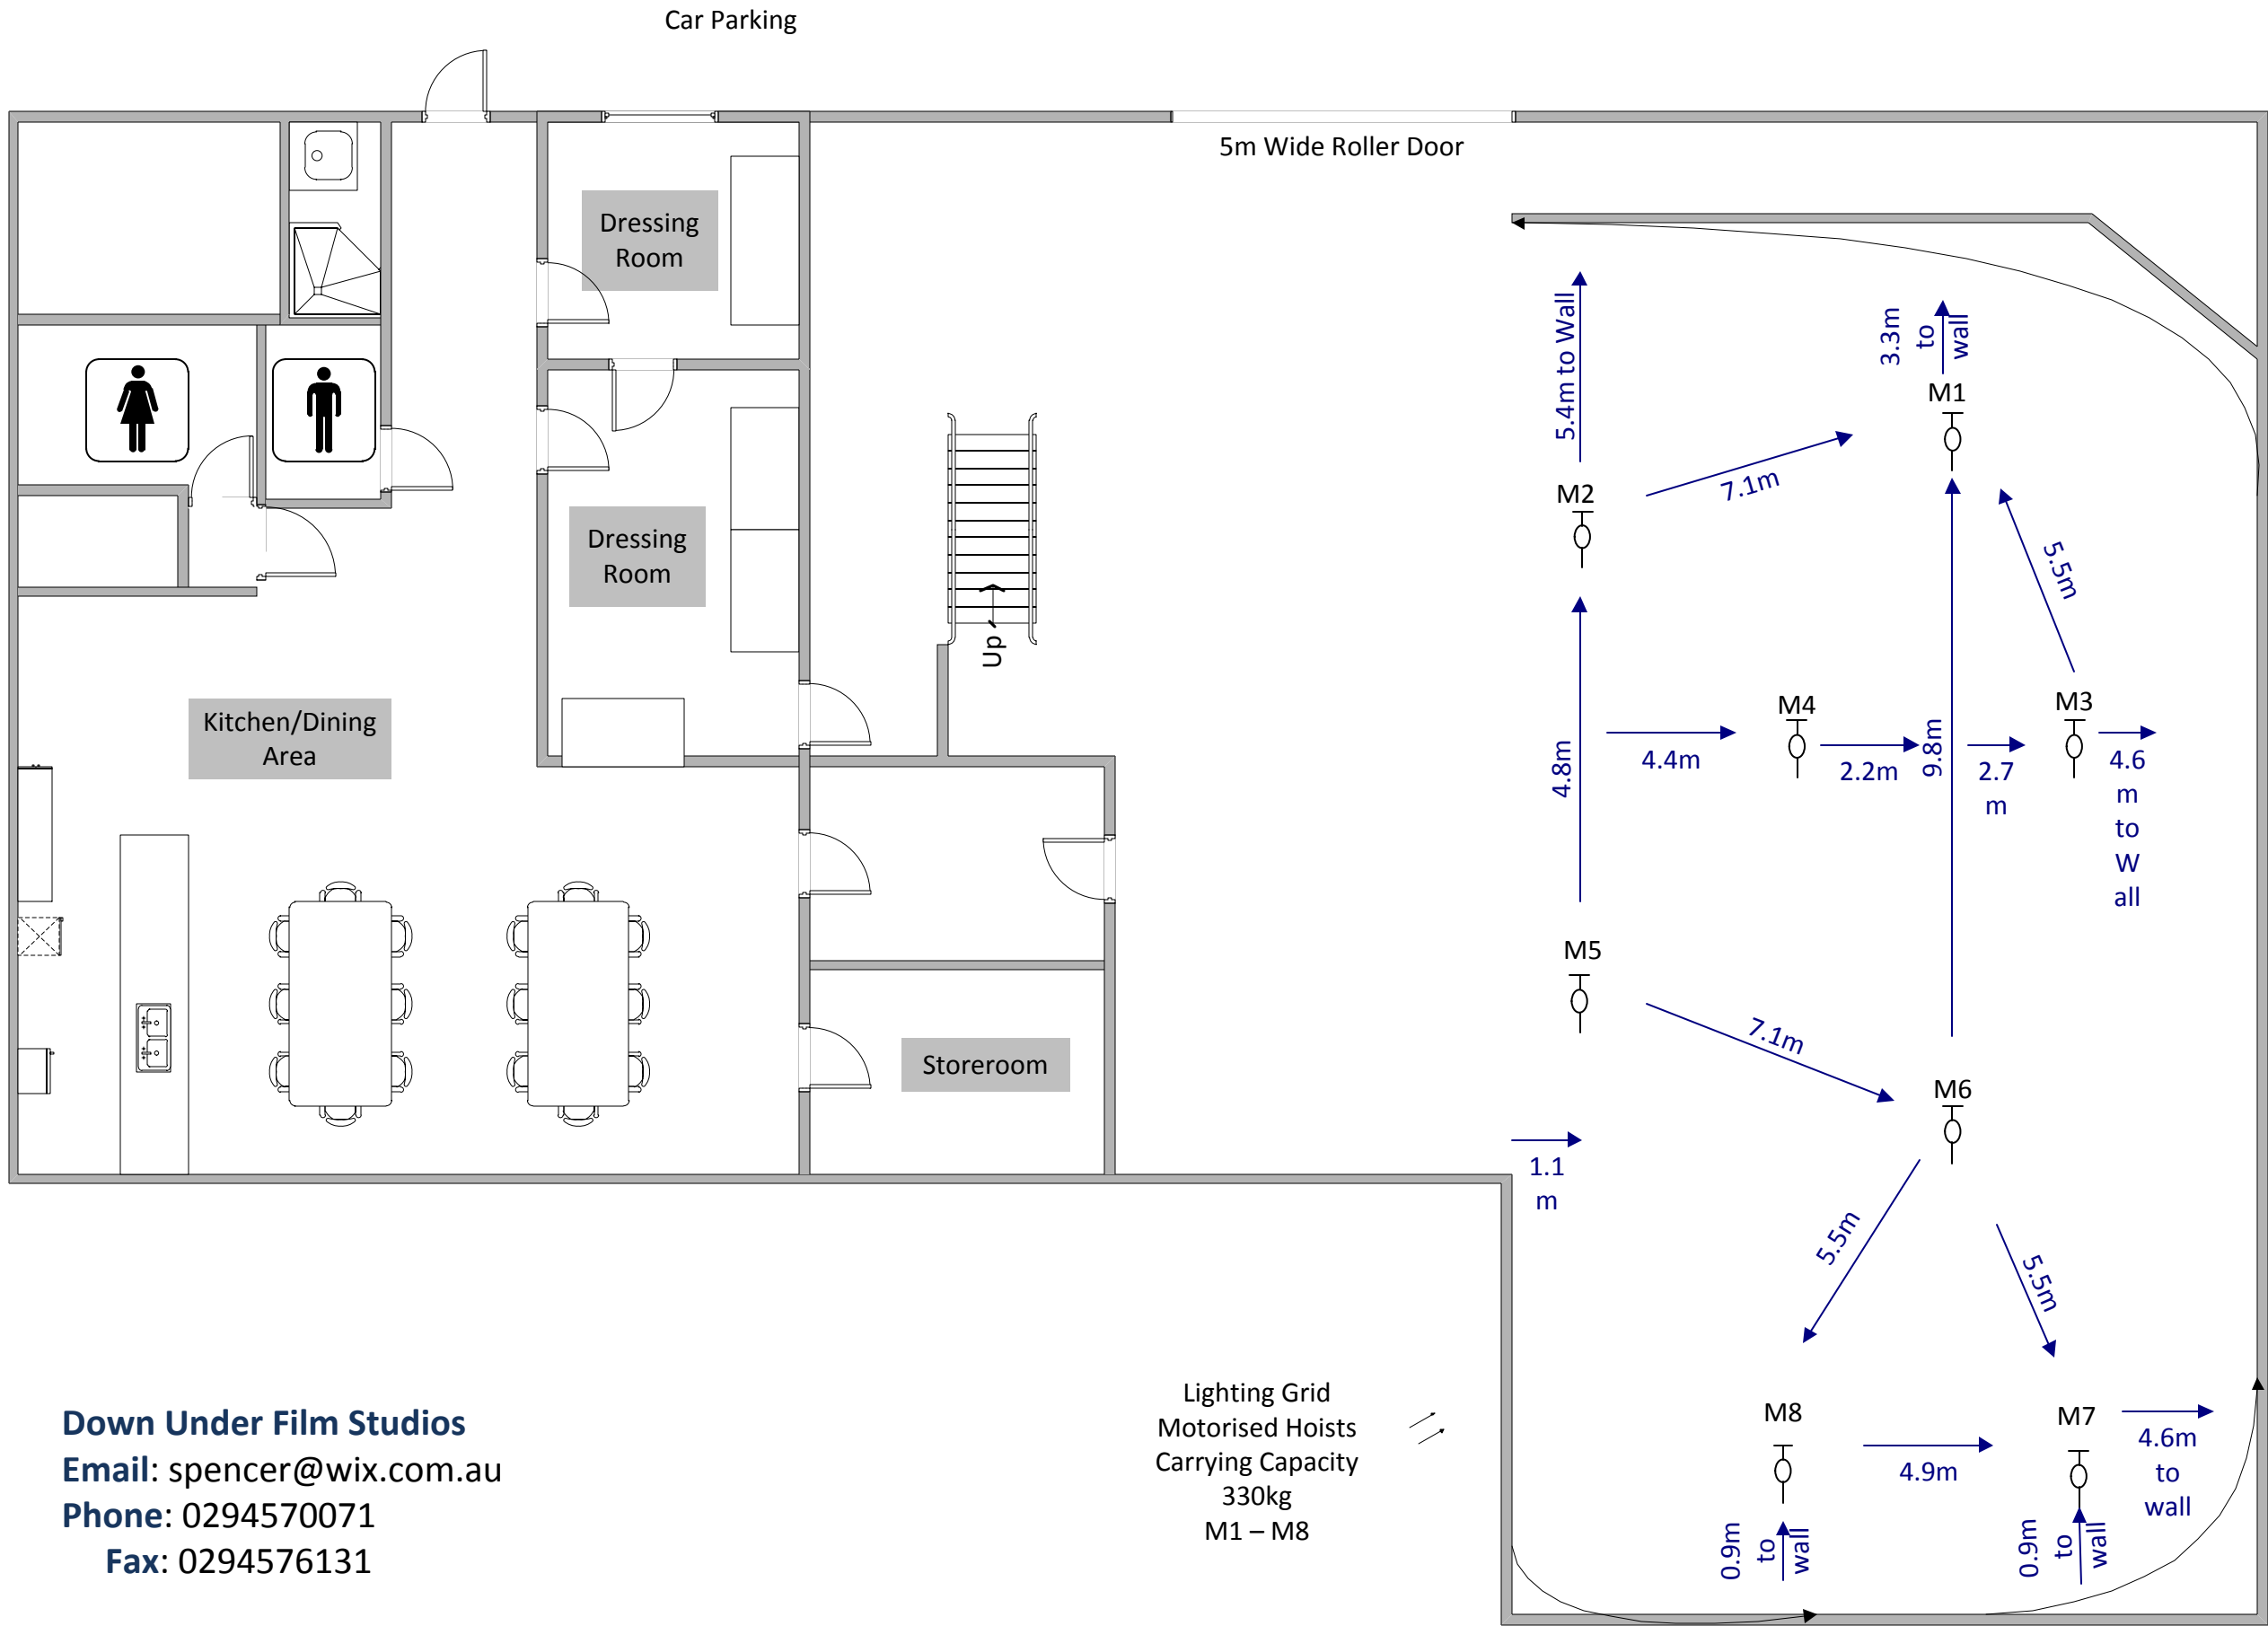 Car Parking
5m Wide Roller Door
Dressing
Room
5.4m to Wall
3.3m
to
wall
M1
7.1m
M2
Dressing
Room
5.5m
Up
Kitchen/Dining
Area
M4
M3
4.8m
4.4m
2.2m
9.8m
2.7
m
4.6
m
to
W
all
M5
7.1m
Storeroom
M6
1.1
m
5.5m
5.5m
Lighting Grid
Motorised Hoists
Carrying Capacity
330kg
M1 – M8
M8
M7
4.9m
4.6m
to
wall
0.9m
to
wall
0.9m
to
wall
Down Under Film Studios
Email: spencer@wix.com.au
Phone: 0294570071
Fax: 0294576131